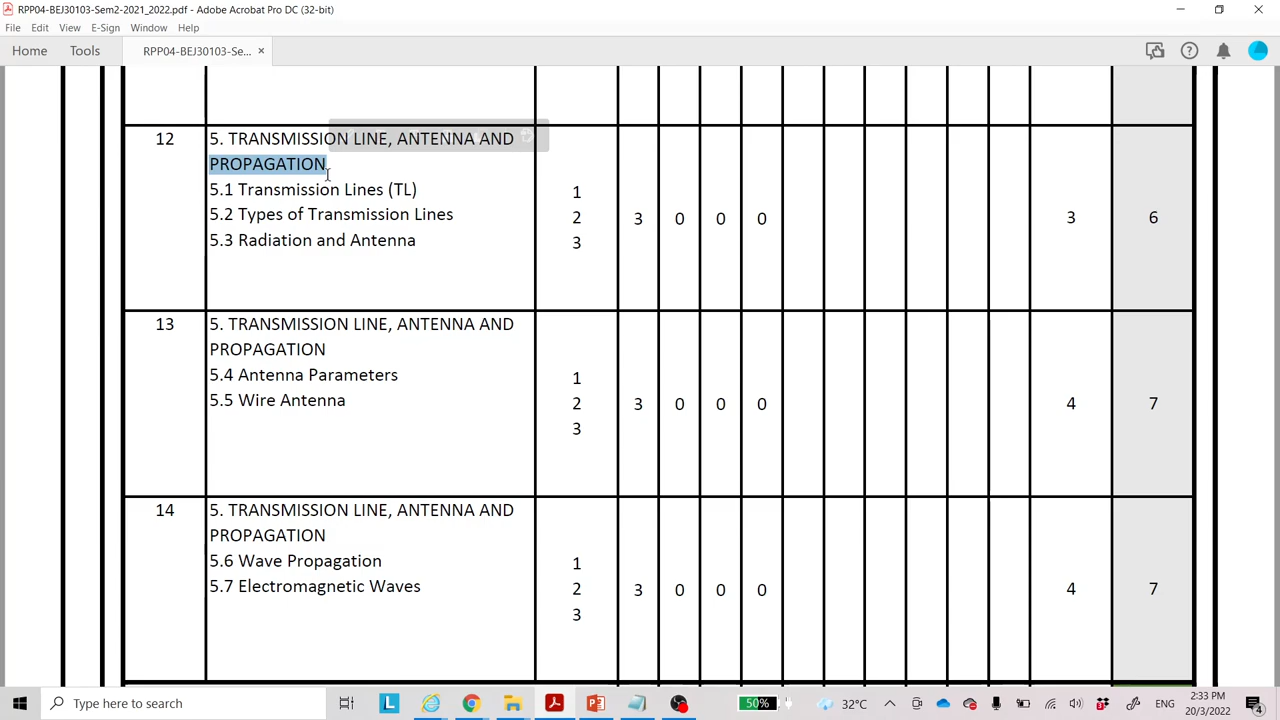 RPP04-BEJ30103-Sem2-2021_2022.pdf - Adobe Acrobat Pro DC (32-bit)
File Edit View E-Sign Window Help
Home Tools RPP04-BEJ30103-Se... ×
12 5. TRANSMISSION LINE, ANTENNA AND
PROPAGATION
5.1 Transmission Lines (TL)
5.2 Types of Transmission Lines
5.3 Radiation and Antenna
1
2
3
3 0 0 0 3 6
13 5. TRANSMISSION LINE, ANTENNA AND
PROPAGATION
5.4 Antenna Parameters
5.5 Wire Antenna
1
2
3
3 0 0 0 4 7
14 5. TRANSMISSION LINE, ANTENNA AND
PROPAGATION
5.6 Wave Propagation
5.7 Electromagnetic Waves
1
2
3
3 0 0 0 4 7
Type here to search
L
50%
32°C
ENG
2:33 PM
20/3/2022
4